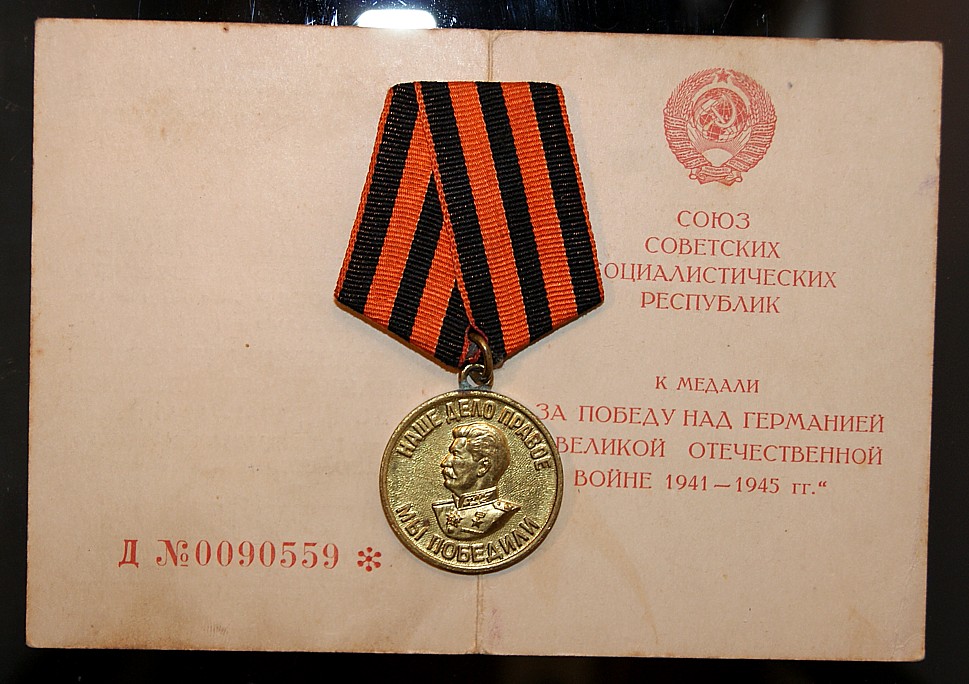 СОЮЗ
СОВЕТСКИХ
ОЦИАЛИСТИЧЕСКИХ
РЕСПУБЛИК
К МЕДАЛИ
ЗА ПОБЕДУ НАД ГЕРМАНИЕЙ
ВЕЛИКОЙ ОТЕЧЕСТВЕННОЙ
ВОЙНЕ 1941—1945 гг.“
НАШЕ ДЕЛО ПРАВОЕ
МЫ ПОБЕДИЛИ
Д №0090559 *